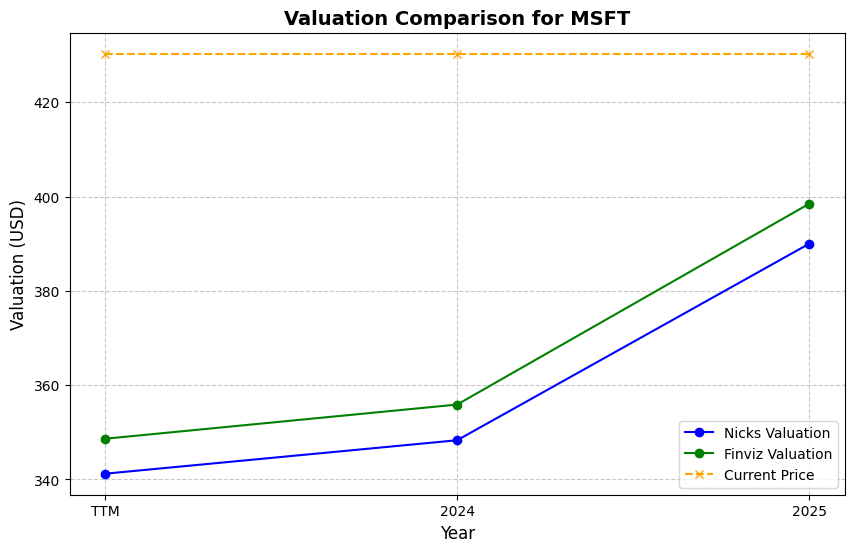 Valuation Comparison for MSFT
Valuation (USD)
420
400
380
360
340
TTM
2024
2025
Year
Nicks Valuation
Finviz Valuation
Current Price